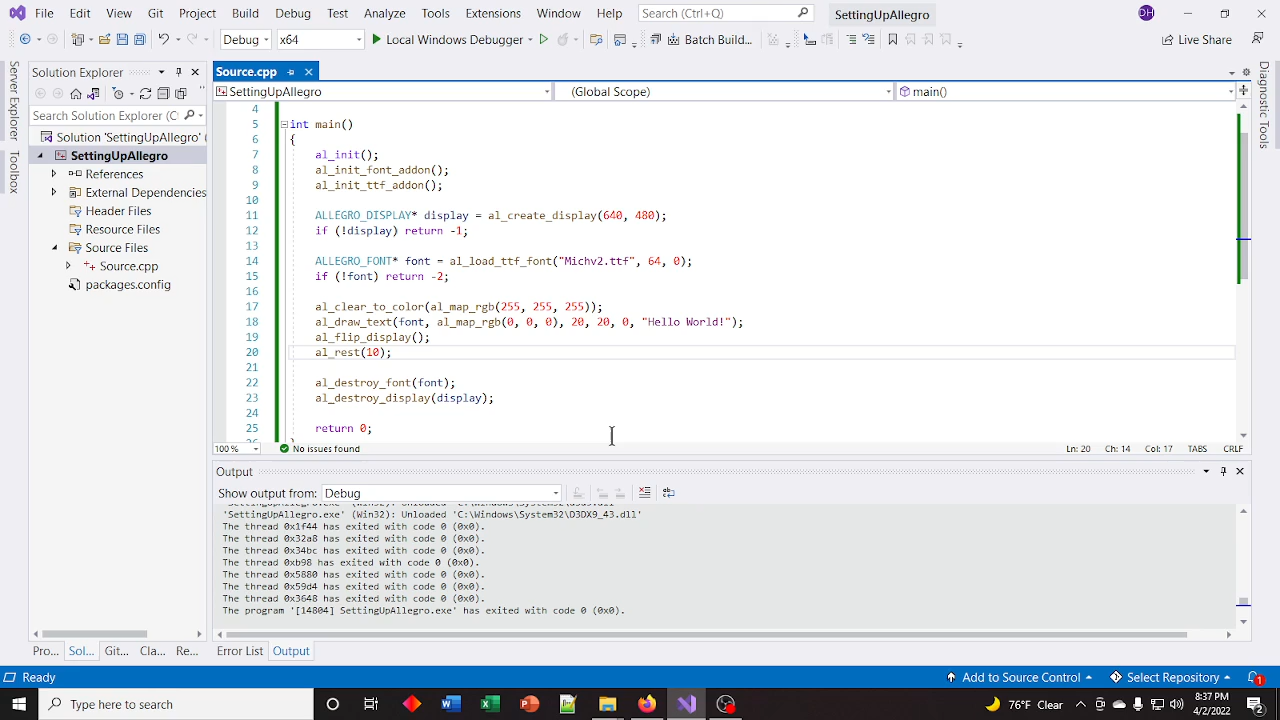 File Edit View Git Project Build Debug Test Analyze Tools Extensions Window Help Search (Ctrl+Q) SettingUpAllegro DH
Debug x64 Local Windows Debugger Batch Build... Live Share
Server Explorer
Toolbox
Solution Explorer
Search Solution Explorer (C
Solution 'SettingUpAllegro' (
SettingUpAllegro
References
External Dependencies
Header Files
Resource Files
Source Files
Source.cpp
packages.config
Source.cpp
SettingUpAllegro (Global Scope) main()
4
5 int main()
6 {
7 al_init();
8 al_init_font_addon();
9 al_init_ttf_addon();
10
11 ALLEGRO_DISPLAY* display = al_create_display(640, 480);
12 if (!display) return -1;
13
14 ALLEGRO_FONT* font = al_load_ttf_font("Michv2.ttf", 64, 0);
15 if (!font) return -2;
16
17 al_clear_to_color(al_map_rgb(255, 255, 255));
18 al_draw_text(font, al_map_rgb(0, 0, 0), 20, 20, 0, "Hello World!");
19 al_flip_display();
20 al_rest(10);
21
22 al_destroy_font(font);
23 al_destroy_display(display);
24
25 return 0;
100 % No issues found Ln: 20 Ch: 14 Col: 17 TABS CRLF
Diagnostic Tools
Output
Show output from: Debug
'SettingUpAllegro.exe' (Win32): Unloaded 'C:\Windows\System32\D3DX9_43.dll'
The thread 0x1f44 has exited with code 0 (0x0).
The thread 0x32a8 has exited with code 0 (0x0).
The thread 0x34bc has exited with code 0 (0x0).
The thread 0xb98 has exited with code 0 (0x0).
The thread 0x5880 has exited with code 0 (0x0).
The thread 0x59d4 has exited with code 0 (0x0).
The thread 0x3648 has exited with code 0 (0x0).
The program '[14804] SettingUpAllegro.exe' has exited with code 0 (0x0).
Pro... Sol... Git... Cla... Re... Error List Output
Ready Add to Source Control Select Repository 1
Type here to search 76°F Clear 8:37 PM
4/2/2022